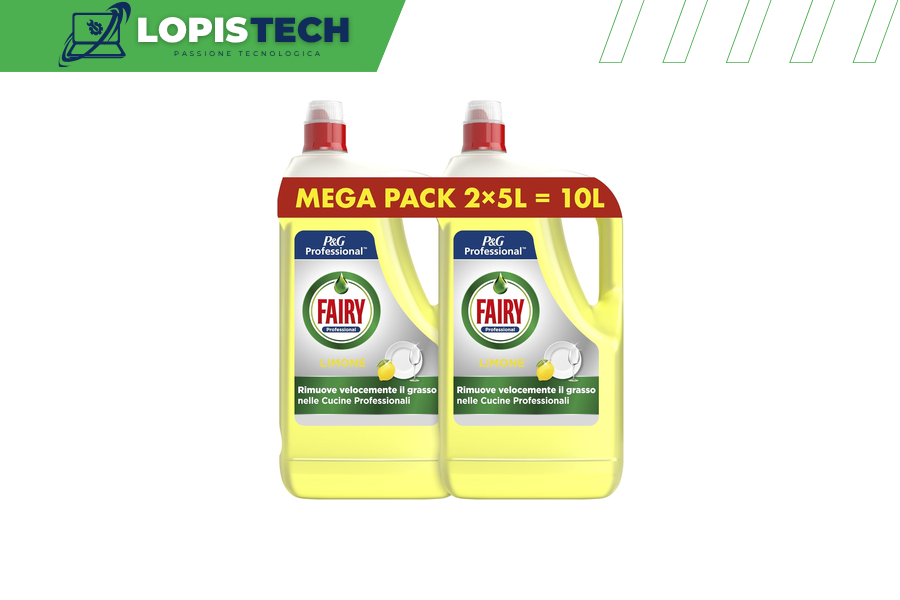 LOPISTECH
PASSIONE TECNOLOGICA
MEGA PACK 2×5L = 10L
P&G
Professional™
FAIRY
Professional
LIMONE
Rimuove velocemente il grasso
nelle Cucine Professionali
P&G
Professional™
FAIRY
Professional
LIMONE
Rimuove velocemente il grasso
nelle Cucine Professionali